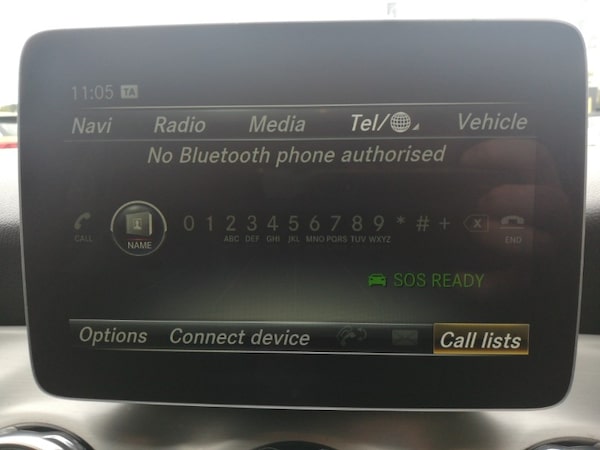 11:05 TA
Navi Radio Media Tel/ Vehicle
No Bluetooth phone authorised
0 1 2 3 4 5 6 7 8 9 * # +
CALL NAME ABC DEF GHI JKL MNO PQRS TUV WXYZ END
SOS READY
Options Connect device Call lists